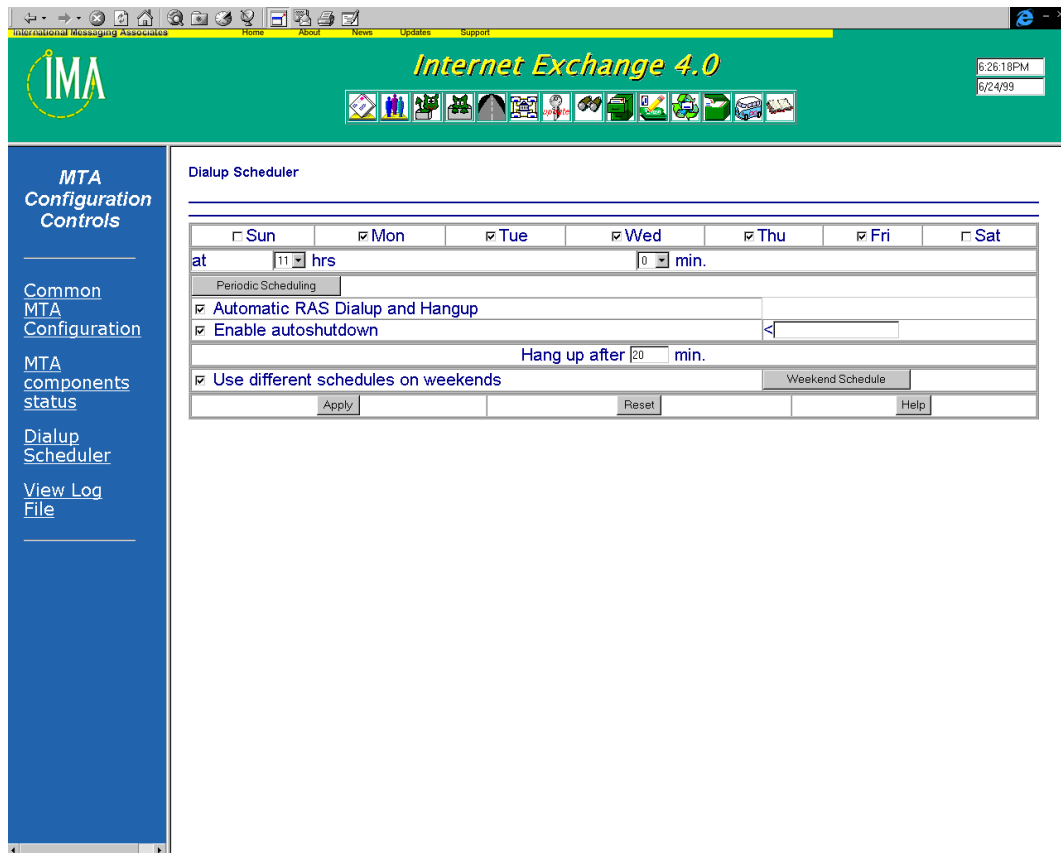 International Messaging Associates
Home About News Updates Support
IMA
Internet Exchange 4.0
update
6:26:18PM
6/24/99
MTA
Configuration
Controls
Common
MTA
Configuration
MTA
components
status
Dialup
Scheduler
View Log
File
Dialup Scheduler
Sun Mon Tue Wed Thu Fri Sat
at 11 hrs 0 min.
Periodic Scheduling
Automatic RAS Dialup and Hangup
Enable autoshutdown <
Hang up after 20 min.
Use different schedules on weekends Weekend Schedule
Apply Reset Help